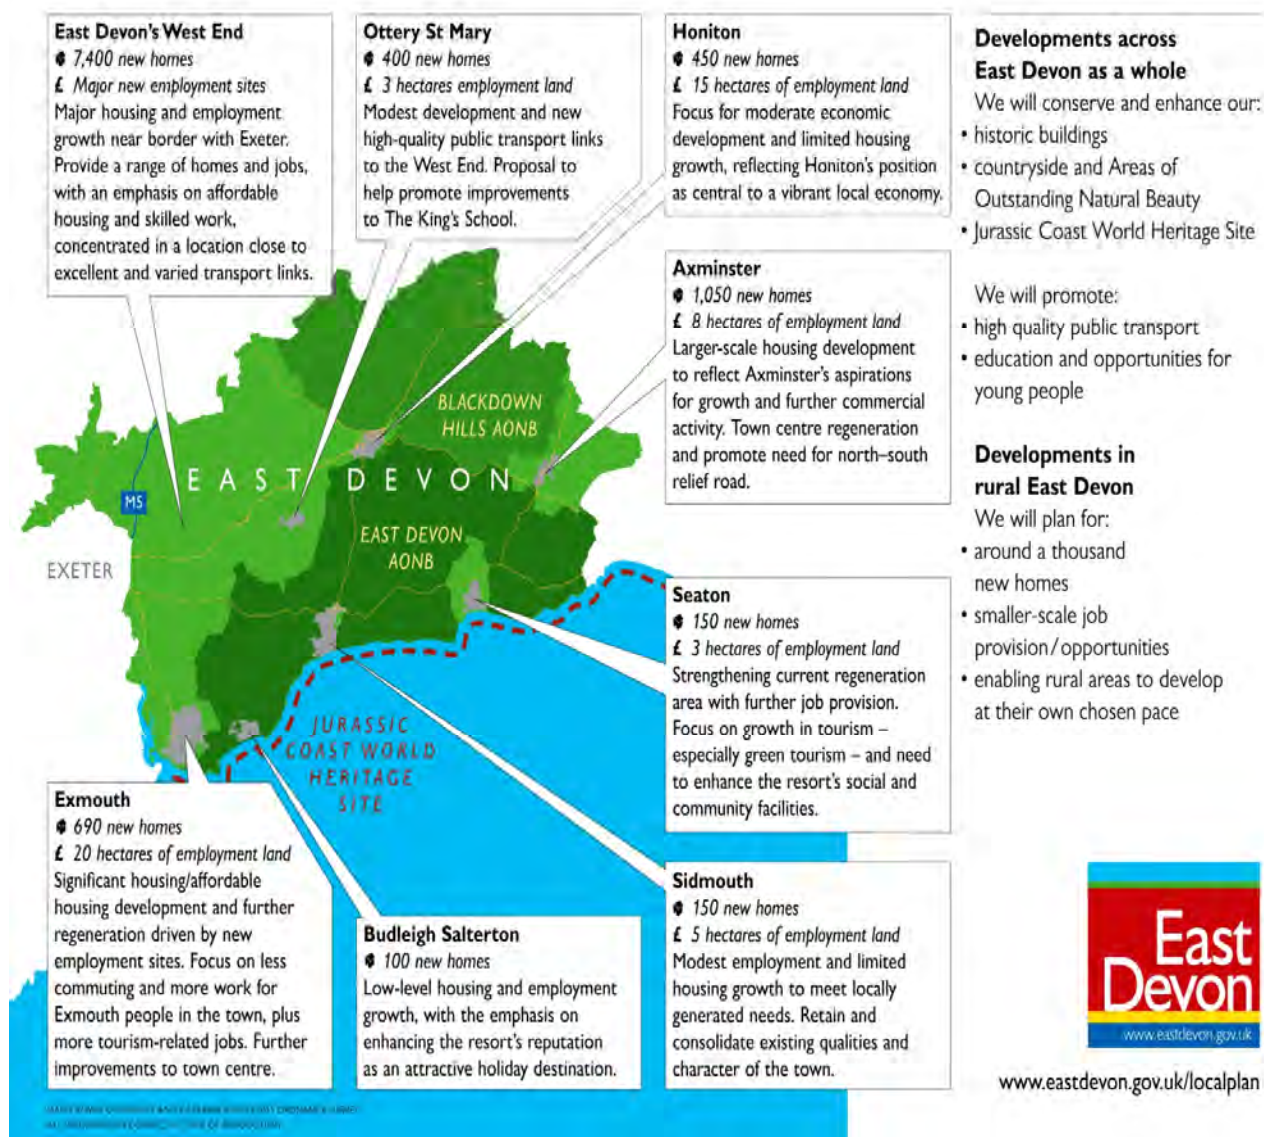 East Devon's West End
7,400 new homes
£ Major new employment sites
Major housing and employment
growth near border with Exeter.
Provide a range of homes and jobs,
with an emphasis on affordable
housing and skilled work,
concentrated in a location close to
excellent and varied transport links.
Ottery St Mary
400 new homes
£ 3 hectares employment land
Modest development and new
high-quality public transport links
to the West End. Proposal to
help promote improvements
to The King's School.
Honiton
450 new homes
£ 15 hectares of employment land
Focus for moderate economic
development and limited housing
growth, reflecting Honiton's position
as central to a vibrant local economy.
Axminster
1,050 new homes
£ 8 hectares of employment land
Larger-scale housing development
to reflect Axminster's aspirations
for growth and further commercial
activity. Town centre regeneration
and promote need for north–south
relief road.
Seaton
150 new homes
£ 3 hectares of employment land
Strengthening current regeneration
area with further job provision.
Focus on growth in tourism –
especially green tourism – and need
to enhance the resort's social and
community facilities.
Sidmouth
150 new homes
£ 5 hectares of employment land
Modest employment and limited
housing growth to meet locally
generated needs. Retain and
consolidate existing qualities and
character of the town.
Budleigh Salterton
100 new homes
Low-level housing and employment
growth, with the emphasis on
enhancing the resort's reputation
as an attractive holiday destination.
Exmouth
690 new homes
£ 20 hectares of employment land
Significant housing/affordable
housing development and further
regeneration driven by new
employment sites. Focus on less
commuting and more work for
Exmouth people in the town, plus
more tourism-related jobs. Further
improvements to town centre.
BLACKDOWN
HILLS AONB
EAST DEVON
M5
EAST DEVON
AONB
EXETER
JURASSIC
COAST WORLD
HERITAGE
SITE
Developments across
East Devon as a whole
We will conserve and enhance our:
• historic buildings
• countryside and Areas of
Outstanding Natural Beauty
• Jurassic Coast World Heritage Site
We will promote:
• high quality public transport
• education and opportunities for
young people
Developments in
rural East Devon
We will plan for:
• around a thousand
new homes
• smaller-scale job
provision/opportunities
• enabling rural areas to develop
at their own chosen pace
East
Devon
www.eastdevon.gov.uk
www.eastdevon.gov.uk/localplan